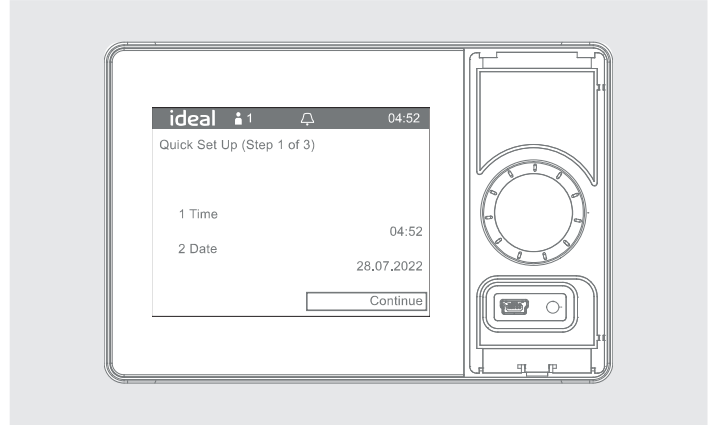 ideal 1 04:52
Quick Set Up (Step 1 of 3)
1 Time
04:52
2 Date
28.07.2022
Continue